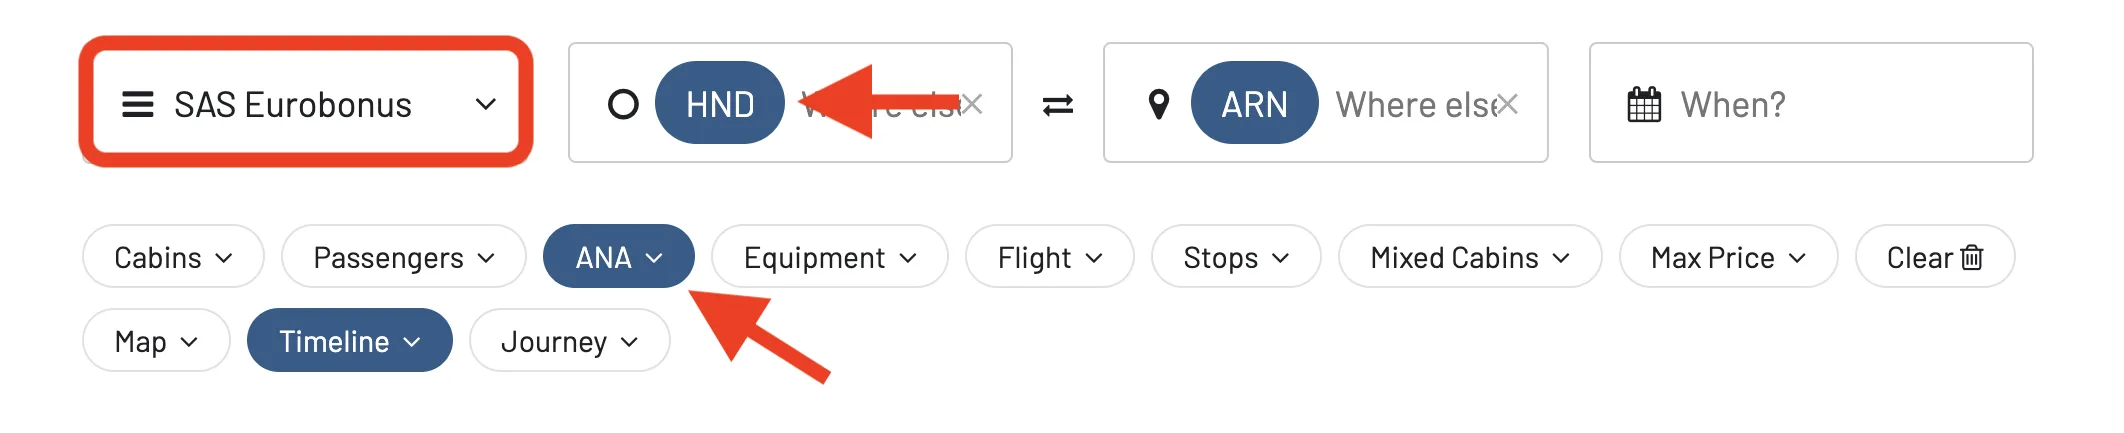 SAS Eurobonus HND ARN Where else When?
Cabins Passengers ANA Equipment Flight Stops Mixed Cabins Max Price Clear
Map Timeline Journey